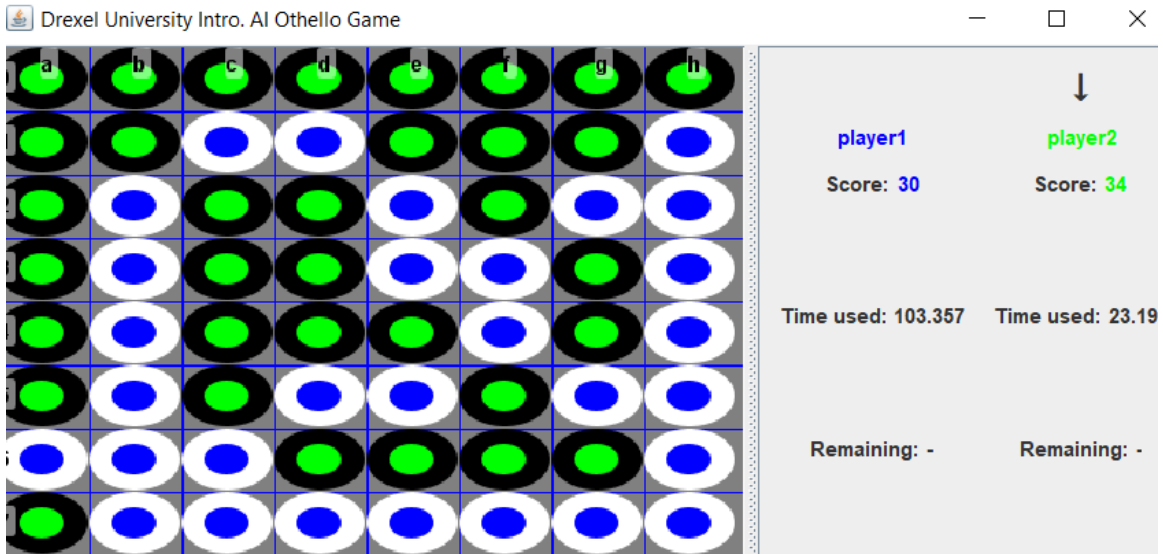 Drexel University Intro. AI Othello Game
a b c d e f g h
player1 player2
Score: 30 Score: 34
Time used: 103.357 Time used: 23.19
Remaining: - Remaining: -